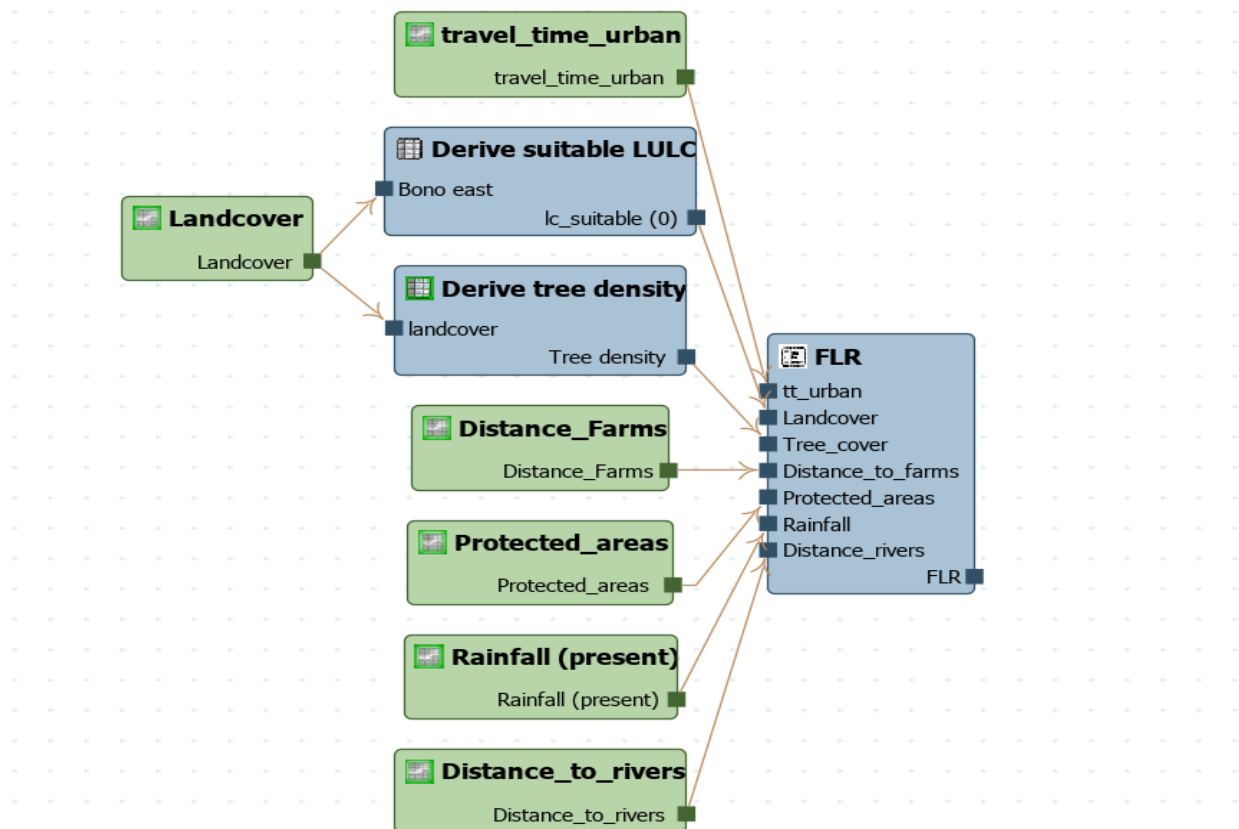 travel_time_urban
travel_time_urban
Derive suitable LULC
Bono east
lc_suitable (0)
Landcover
Landcover
Derive tree density
landcover
Tree density
FLR
tt_urban
Landcover
Tree_cover
Distance_to_farms
Protected_areas
Rainfall
Distance_rivers
FLR
Distance_Farms
Distance_Farms
Protected_areas
Protected_areas
Rainfall (present)
Rainfall (present)
Distance_to_rivers
Distance_to_rivers